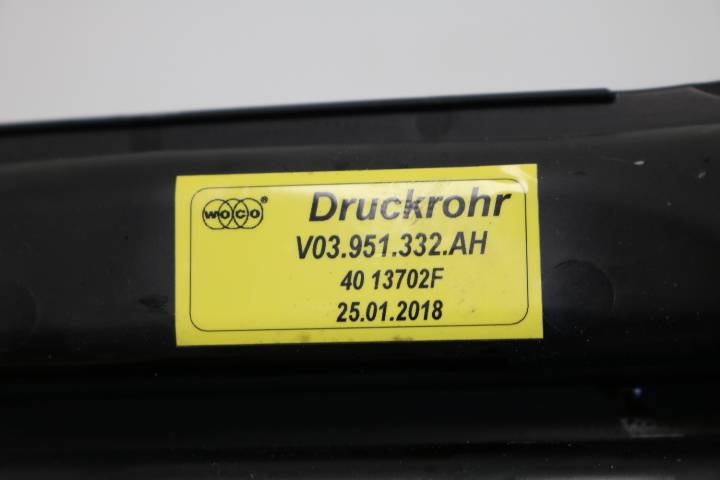 WOCO® Druckrohr
V03.951.332.AH
40 13702F
25.01.2018